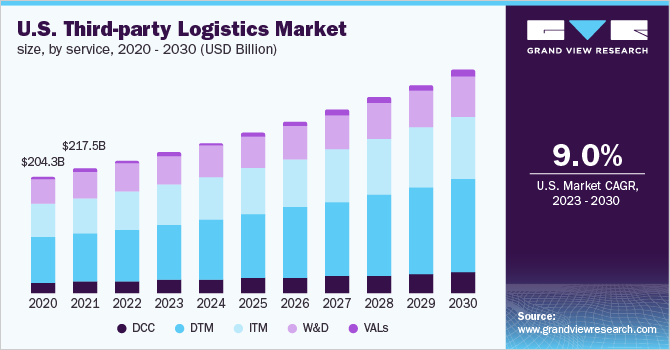 U.S. Third-party Logistics Market
size, by service, 2020 - 2030 (USD Billion)
$204.3B
$217.5B
2020 2021 2022 2023 2024 2025 2026 2027 2028 2029 2030
DCC DTM ITM W&D VALs
GRAND VIEW RESEARCH
9.0%
U.S. Market CAGR,
2023 - 2030
Source:
www.grandviewresearch.com